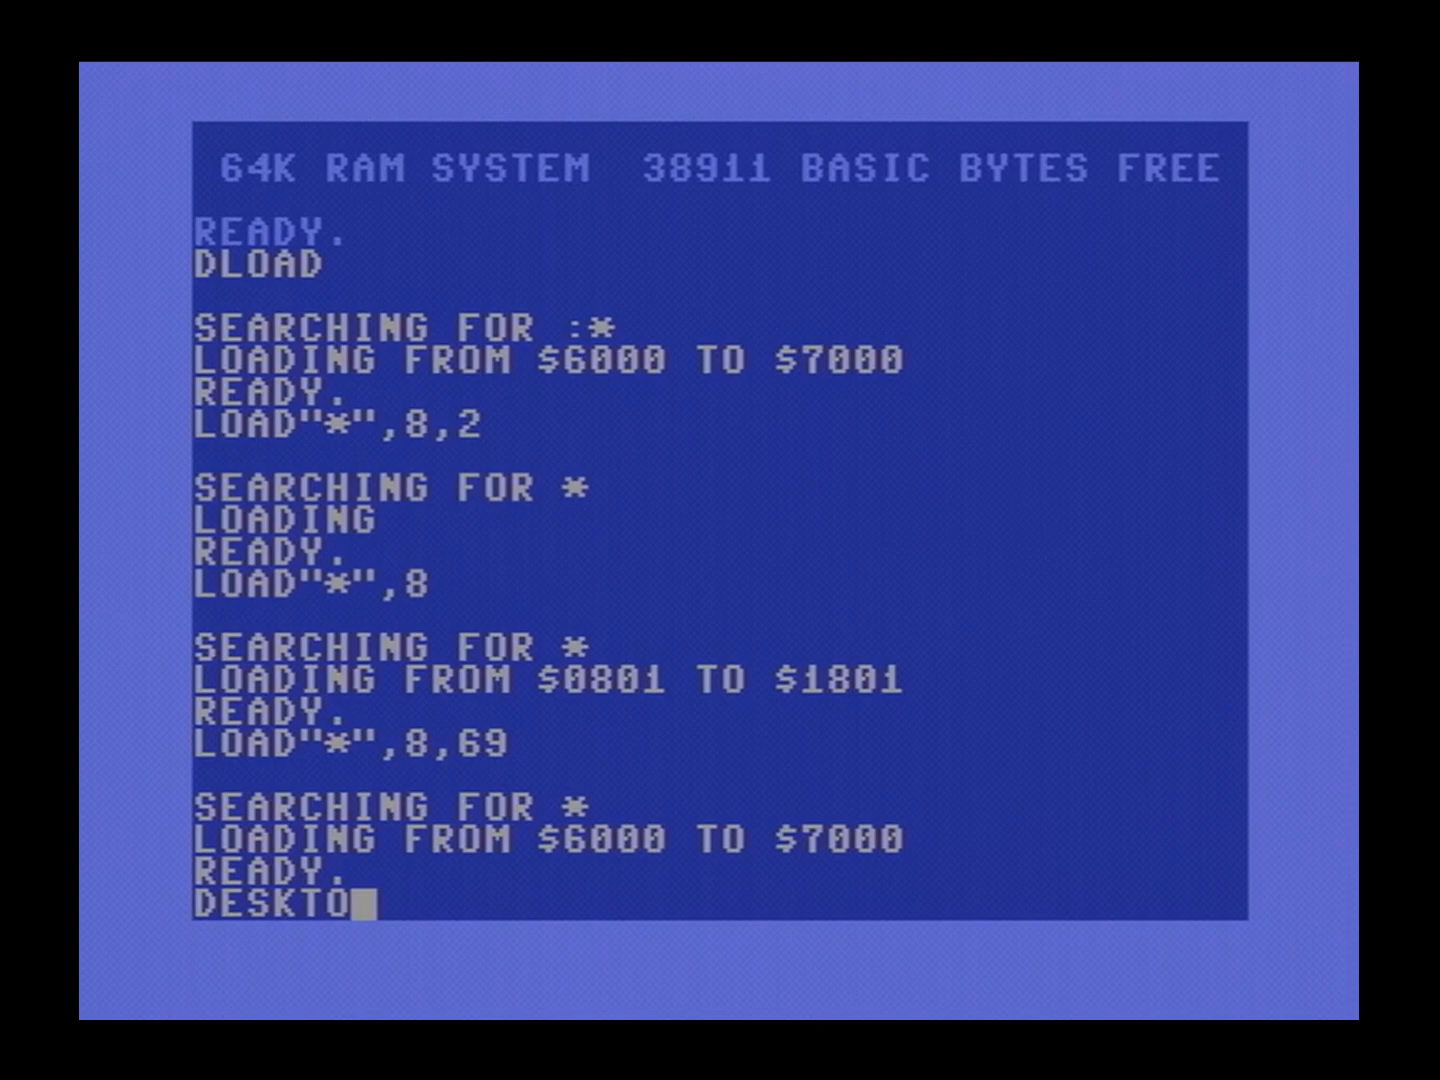 64K RAM SYSTEM  38911 BASIC BYTES FREE
READY.
DLOAD
SEARCHING FOR :*
LOADING FROM $6000 TO $7000
READY.
LOAD"*",8,2
SEARCHING FOR *
LOADING
READY.
LOAD"*",8
SEARCHING FOR *
LOADING FROM $0801 TO $1801
READY.
LOAD"*",8,69
SEARCHING FOR *
LOADING FROM $6000 TO $7000
READY.
DESKTO